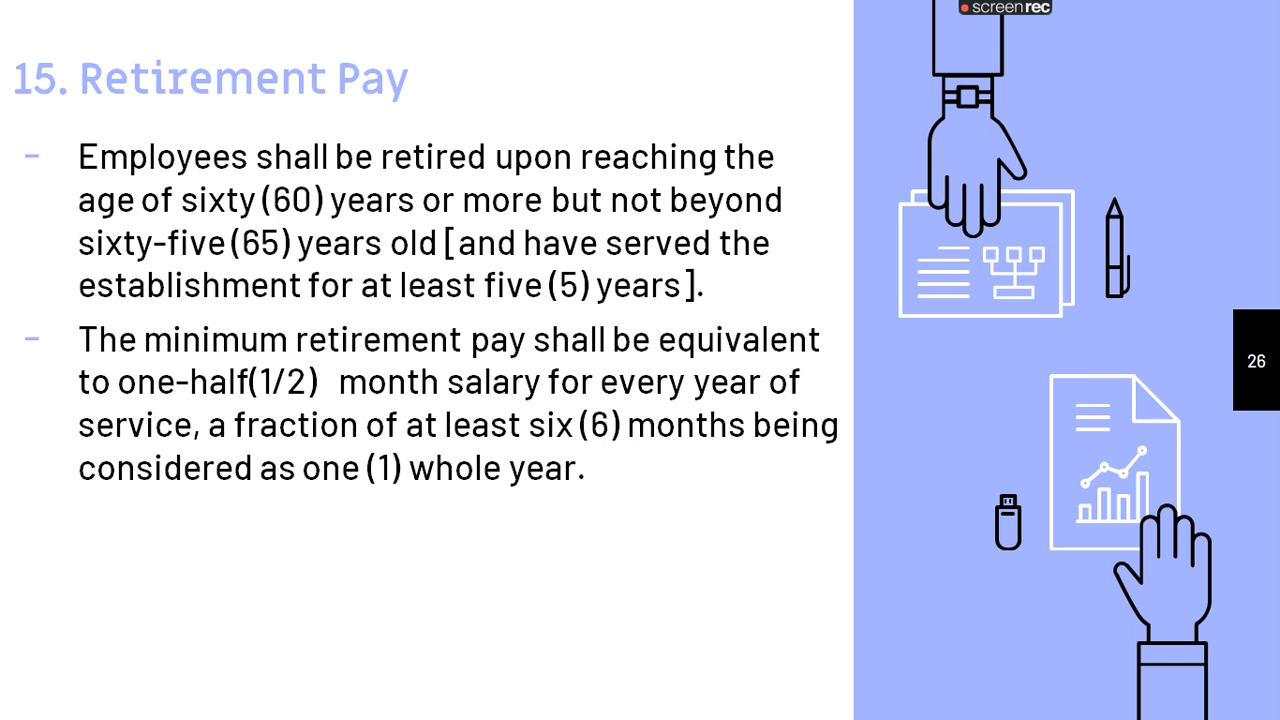 screenrec
15. Retirement Pay
- Employees shall be retired upon reaching the
age of sixty (60) years or more but not beyond
sixty-five (65) years old [and have served the
establishment for at least five (5) years].
- The minimum retirement pay shall be equivalent
to one-half(1/2) month salary for every year of
service, a fraction of at least six (6) months being
considered as one (1) whole year.
26